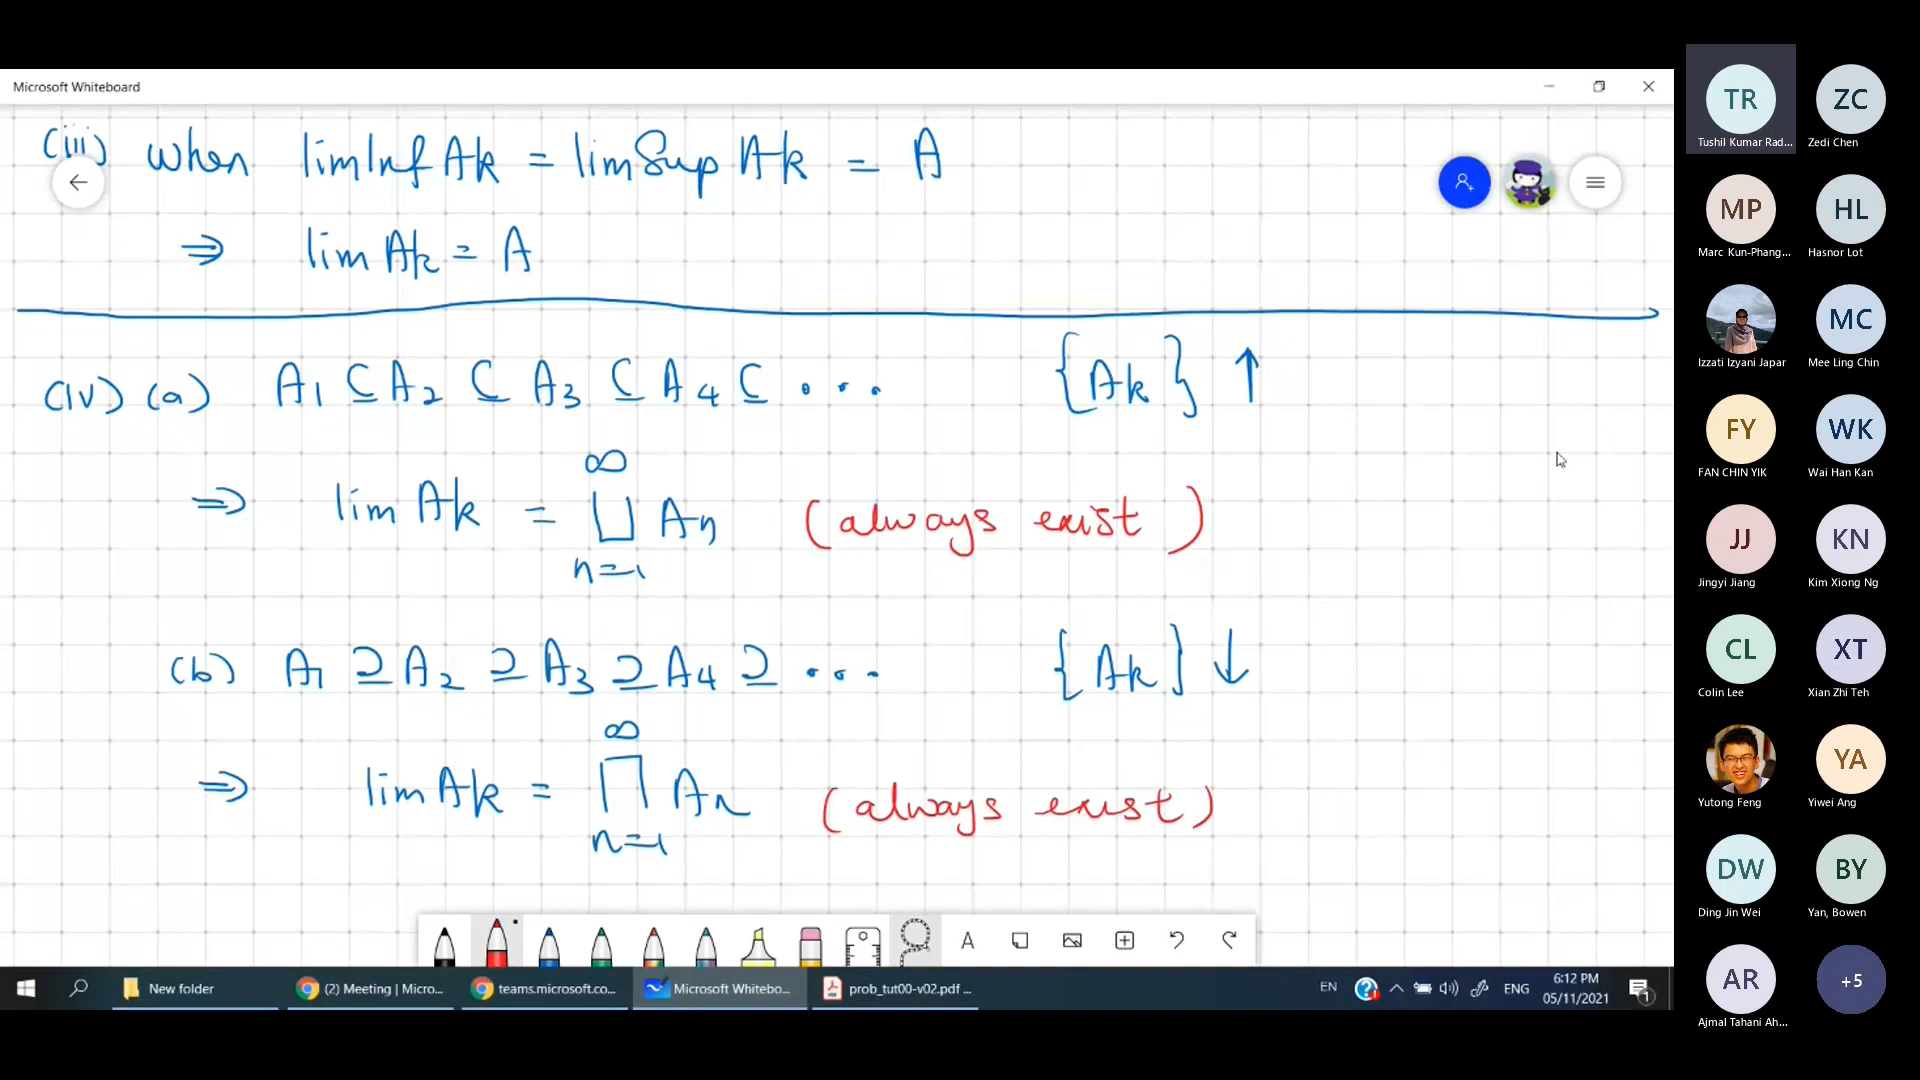 Microsoft Whiteboard
(iii) when limInf Ak = limSup Ak = A
⇒ lim Ak = A
(iv) (a) A1 ⊆ A2 ⊆ A3 ⊆ A4 ⊆ ... {Ak} ↑
∞
⇒ lim Ak = ⋃ An (always exist)
n=1
(b) A1 ⊇ A2 ⊇ A3 ⊇ A4 ⊇ ... {Ak} ↓
∞
⇒ lim Ak = ⋂ An (always exist)
n=1
A
New folder
(2) Meeting | Micro...
teams.microsoft.co...
Microsoft Whitebo...
prob_tut00-v02.pdf ...
EN
ENG
6:12 PM
05/11/2021
1
TR
Tushil Kumar Rad...
ZC
Zedi Chen
MP
Marc Kun-Phang...
HL
Hasnor Lot
Izzati Izyani Japar
MC
Mee Ling Chin
FY
FAN CHIN YIK
WK
Wai Han Kan
JJ
Jingyi Jiang
KN
Kim Xiong Ng
CL
Colin Lee
XT
Xian Zhi Teh
Yutong Feng
YA
Yiwei Ang
DW
Ding Jin Wei
BY
Yan, Bowen
AR
Ajmal Tahani Ah...
+5